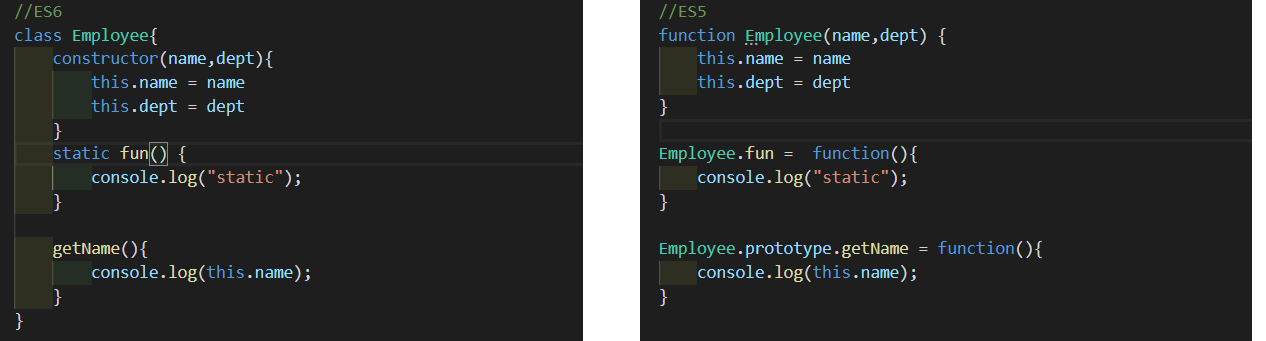 //ES6
class Employee{
    constructor(name,dept){
        this.name = name
        this.dept = dept
    }
    static fun() {
        console.log("static");
    }

    getName(){
        console.log(this.name);
    }
}
//ES5
function Employee(name,dept) {
    this.name = name
    this.dept = dept
}

Employee.fun =  function(){
    console.log("static");
}

Employee.prototype.getName = function(){
    console.log(this.name);
}